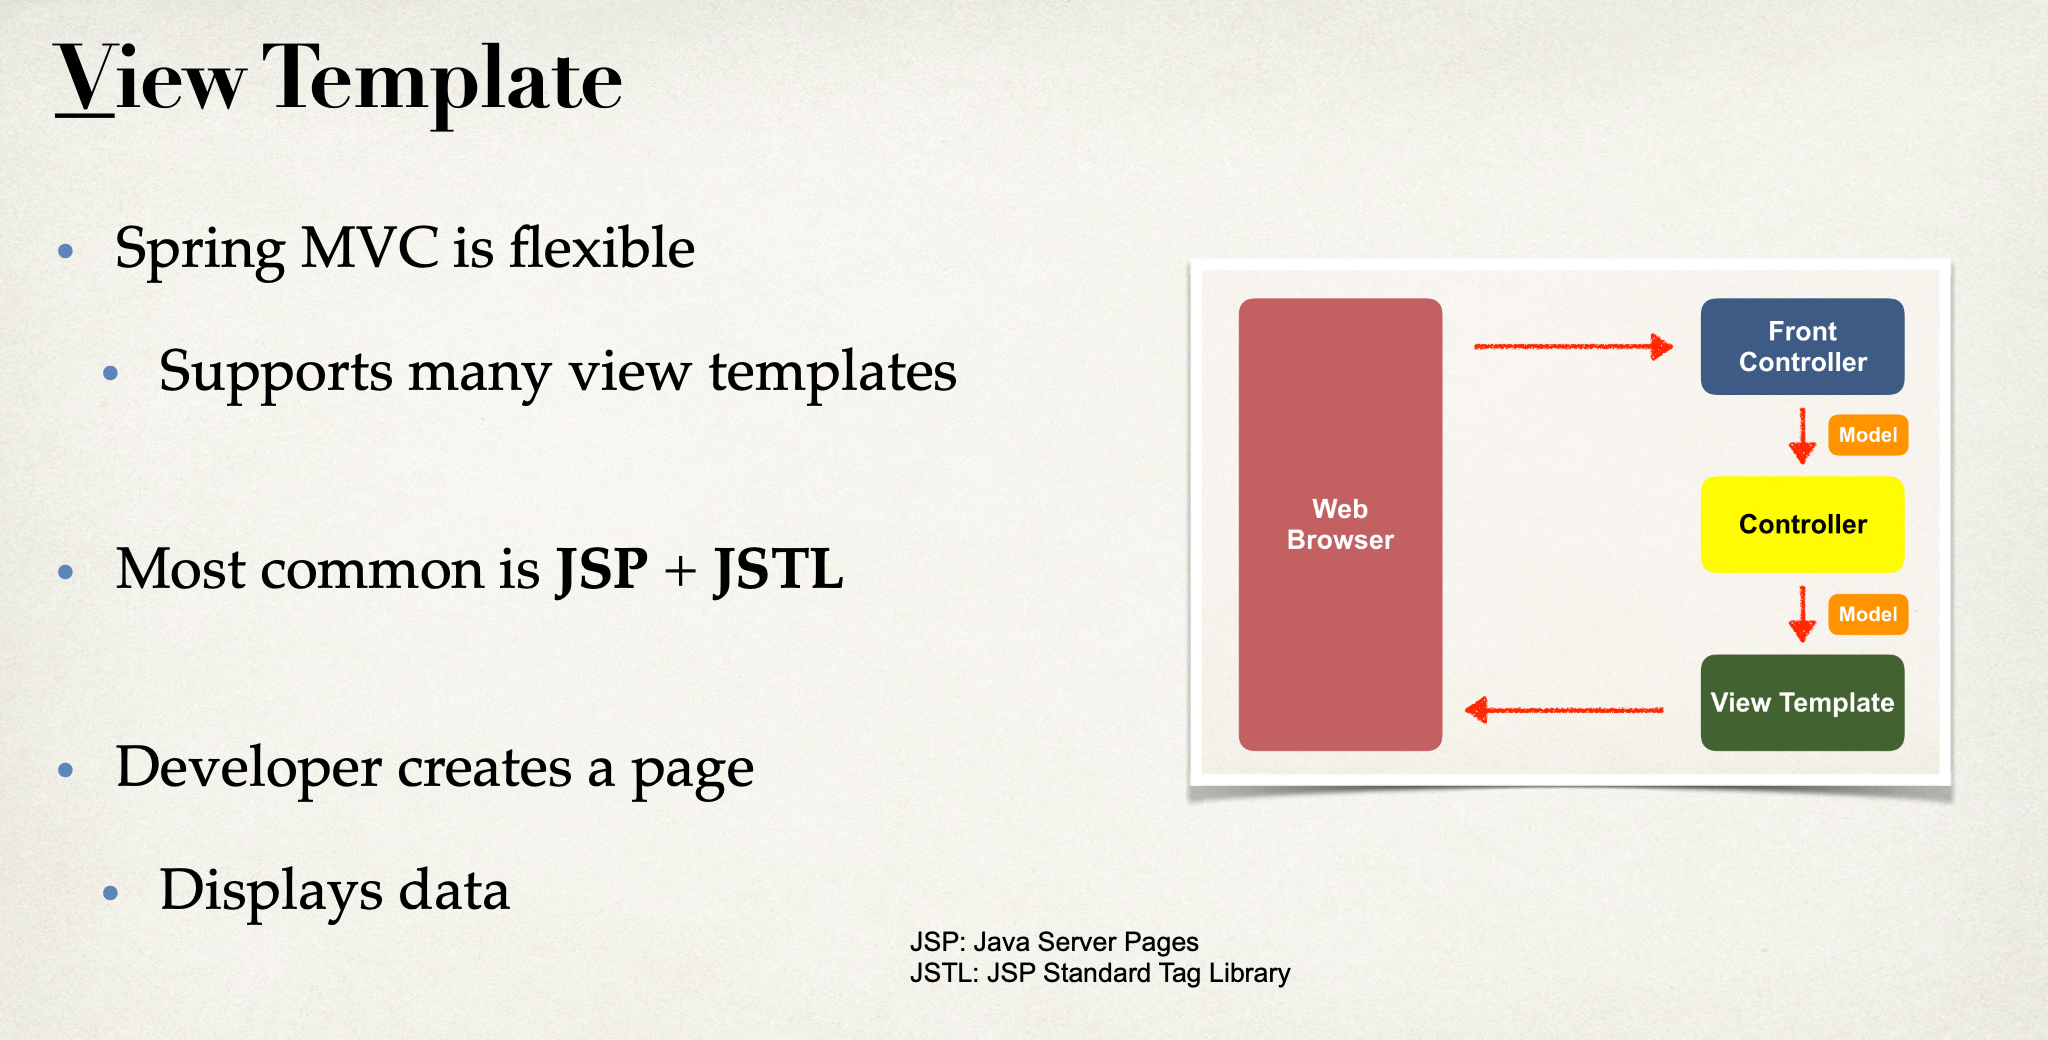 View Template
Spring MVC is flexible
Supports many view templates
Most common is JSP + JSTL
Developer creates a page
Displays data
Web
Browser
Front
Controller
Model
Controller
Model
View Template
JSP: Java Server Pages
JSTL: JSP Standard Tag Library